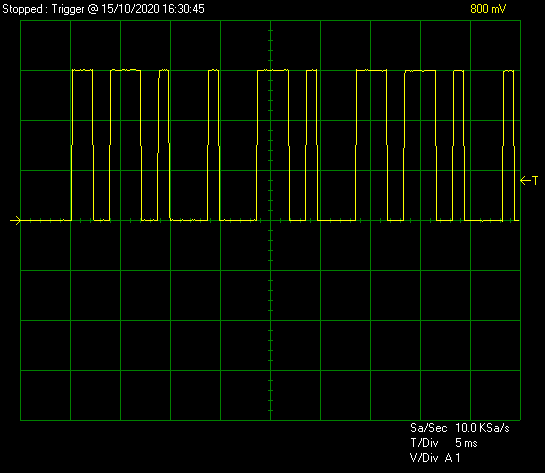 Stopped : Trigger @ 15/10/2020 16:30:45 800 mV
T
Sa/Sec 10.0 KSa/s
T/Div 5 ms
V/Div A 1